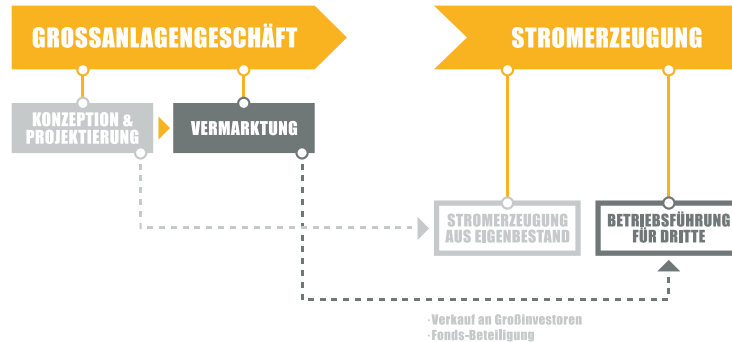 GROSSANLAGENGESCHÄFT
STROMERZEUGUNG
KONZEPTION &
PROJEKTIERUNG
VERMARKTUNG
STROMERZEUGUNG
AUS EIGENBESTAND
BETRIEBSFÜHRUNG
FÜR DRITTE
·Verkauf an Großinvestoren
·Fonds-Beteiligung